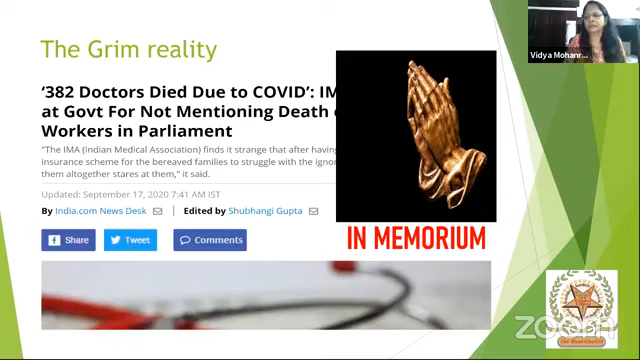 The Grim reality
Vidya Mohanr...
‘382 Doctors Died Due to COVID’: IM
at Govt For Not Mentioning Death
Workers in Parliament
"The IMA (Indian Medical Association) finds it strange that after having
insurance scheme for the bereaved families to struggle with the ignor
them altogether stares at them," it said.
Updated: September 17, 2020 7:41 AM IST
By India.com News Desk | Edited by Shubhangi Gupta
Share
Tweet
Comments
IN MEMORIUM
zoom